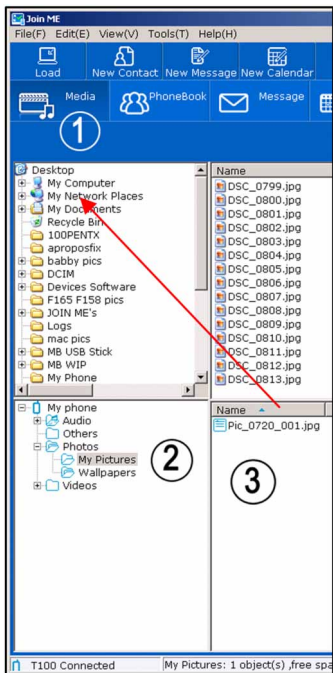 Join ME
File(F) Edit(E) View(V) Tools(T) Help(H)
Load New Contact New Message New Calendar
Media PhoneBook Message
1
Desktop
My Computer
My Network Places
My Documents
Recycle Bin
100PENTX
aproposfix
babby pics
DCIM
Devices Software
F165 F158 pics
JOIN ME's
Logs
mac pics
MB USB Stick
MB WIP
My Phone
Name
DSC_0799.jpg
DSC_0800.jpg
DSC_0801.jpg
DSC_0802.jpg
DSC_0803.jpg
DSC_0804.jpg
DSC_0805.jpg
DSC_0806.jpg
DSC_0807.jpg
DSC_0808.jpg
DSC_0809.jpg
DSC_0810.jpg
DSC_0811.jpg
DSC_0812.jpg
DSC_0813.jpg
My phone
Audio
Others
Photos
My Pictures
Wallpapers
Videos
2
Name
Pic_0720_001.jpg
3
T100 Connected My Pictures: 1 object(s) ,free spa